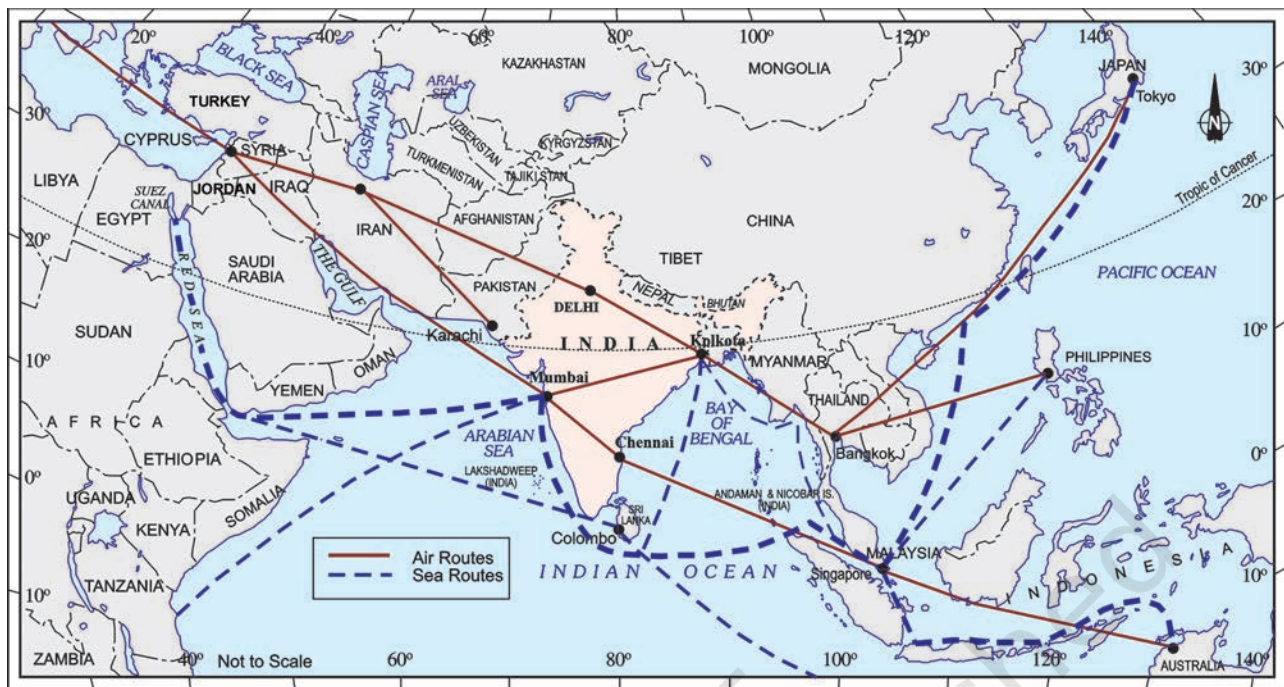 20°
40°
60°
80°
100°
120°
140°
BLACK SEA
KAZAKHASTAN
MONGOLIA
JAPAN
30°
ARAL
SEA
Tokyo
N
TURKEY
CASPIAN SEA
30°
CYPRUS
SYRIA
UZBEKISTAN
KYRGYZSTAN
TURKMENISTAN
TAJIKISTAN
Tropic of Cancer
LIBYA
SUEZ
CANAL
JORDAN
IRAQ
EGYPT
IRAN
AFGHANISTAN
CHINA
20°
20°
SAUDI
ARABIA
THE GULF
TIBET
PACIFIC OCEAN
PAKISTAN
NEPAL
BHUTAN
DELHI
RED SEA
SUDAN
Karachi
INDIA
Kolkota
10°
MYANMAR
PHILIPPINES
OMAN
10°
YEMEN
Mumbai
THAILAND
AFRICA
BAY
OF
BENGAL
ARABIAN
SEA
Chennai
Bangkok
0°
ETHIOPIA
LAKSHADWEEP
(INDIA)
0°
UGANDA
ANDAMAN & NICOBAR IS.
(INDIA)
SOMALIA
SRI
LANKA
KENYA
Colombo
MALAYSIA
Air Routes
Sea Routes
INDIAN OCEAN
Singapore
INDONESIA
10°
TANZANIA
10°
ZAMBIA
40°
Not to Scale
60°
80°
100°
120°
AUSTRALIA
140°
shed